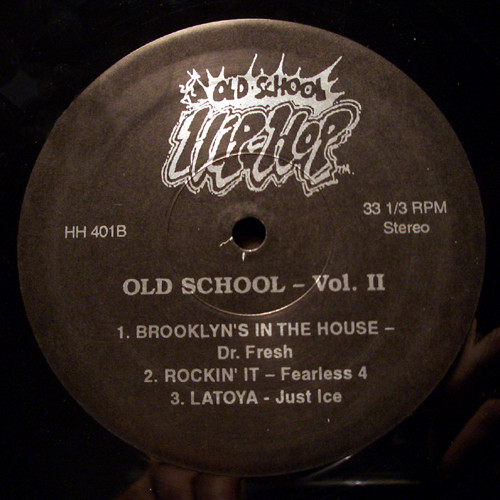 OLD SCHOOL
HIP-HOP TM.
HH 401B
33 1/3 RPM
Stereo
OLD SCHOOL – Vol. II
1. BROOKLYN'S IN THE HOUSE –
Dr. Fresh
2. ROCKIN' IT – Fearless 4
3. LATOYA - Just Ice